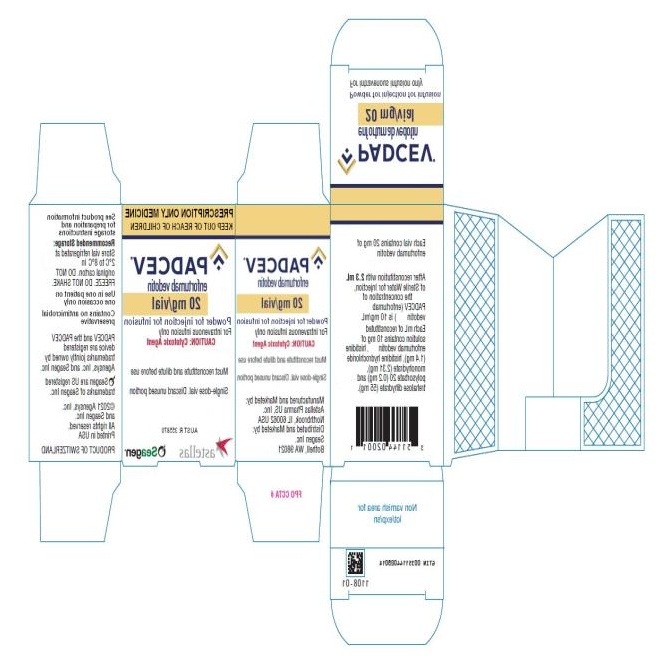 See product information
for preparation and
storage instructions
Recommended Storage:
Store vial refrigerated at
2°C to 8°C in
original carton. DO NOT
FREEZE. DO NOT SHAKE.
Use in one patient on
one occasion only
Contains no antimicrobial
preservative
PADCEV and the PADCEV
device are registered
trademarks jointly owned by
Agensys, Inc. and Seagen Inc.
Seagen are US registered
trademarks of Seagen Inc.
©2021 Agensys, Inc.
and Seagen Inc.
All rights reserved.
Printed in USA
PRODUCT OF SWITZERLAND
PRESCRIPTION ONLY MEDICINE
KEEP OUT OF REACH OF CHILDREN
PADCEV
enfortumab vedotin
20 mg/vial
Powder for injection for infusion
For intravenous infusion only
CAUTION: Cytotoxic Agent
Must reconstitute and dilute before use
Single-dose vial. Discard unused portion
AUST R
astellas
Seagen
PADCEV
enfortumab vedotin
20 mg/vial
Powder for injection for infusion
For intravenous infusion only
CAUTION: Cytotoxic Agent
Must reconstitute and dilute before use
Single-dose vial. Discard unused portion
Manufactured and Marketed by:
Astellas Pharma US, Inc.
Northbrook, IL 60062 USA
Distributed and Marketed by:
Seagen Inc.
Bothell, WA 98021
FPO CCTA #
PADCEV
enfortumab vedotin
20 mg/vial
Powder for injection for infusion
For intravenous infusion only
Each vial contains 20 mg of
enfortumab vedotin
After reconstitution with 2.3 mL
of Sterile Water for Injection,
the concentration of
PADCEV (enfortumab
vedotin ) is 10 mg/mL
Each mL of reconstituted
solution contains 10 mg of
enfortumab vedotin , histidine
(1.4 mg), histidine hydrochloride
monohydrate (2.31 mg),
polysorbate 20 (0.2 mg) and
trehalose dihydrate (55 mg).
3 51144 02001 1
Non varnish area for
lot/exp/sn
GTIN
1108-01